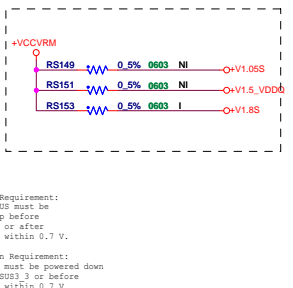 +VCCVRM
RS149 0_5% 0603 NI +V1.05S
RS151 0_5% 0603 NI +V1.5_VDDQ
RS153 0_5% 0603 I +V1.8S
Requirement:
US must be
p before
or after
within 0.7 V.
n Requirement:
must be powered down
SUS3_3 or before
within 0.7 V